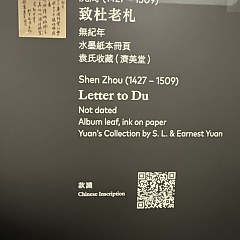 致杜老札
無紀年
水墨紙本冊頁
袁氏收藏（濟美堂）
Shen Zhou (1427 – 1509)
Letter to Du
Not dated
Album leaf, ink on paper
Yuan's Collection by S. L. & Earnest Yuan
款識
Chinese Inscription